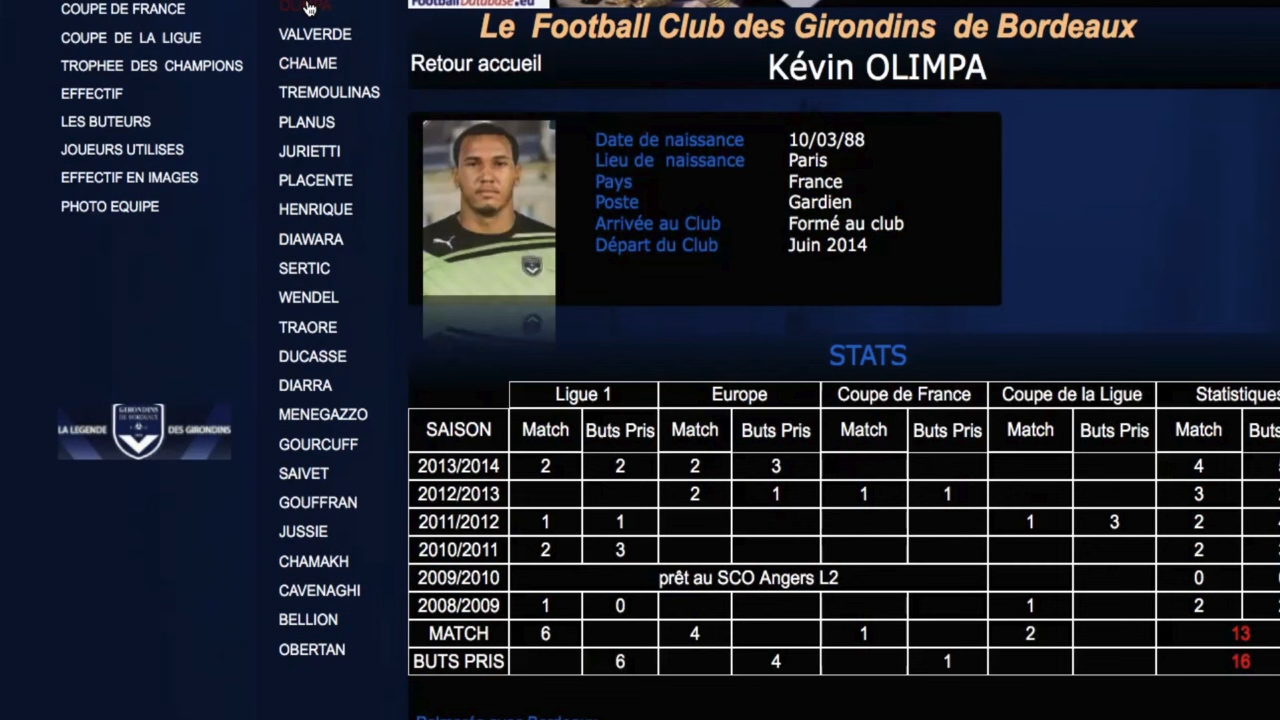 COUPE DE FRANCE
COUPE DE LA LIGUE
TROPHEE DES CHAMPIONS
EFFECTIF
LES BUTEURS
JOUEURS UTILISES
EFFECTIF EN IMAGES
PHOTO EQUIPE
GIRONDINS
LA LEGENDE DES GIRONDINS
VALVERDE
CHALME
TREMOULINAS
PLANUS
JURIETTI
PLACENTE
HENRIQUE
DIAWARA
SERTIC
WENDEL
TRAORE
DUCASSE
DIARRA
MENEGAZZO
GOURCUFF
SAIVET
GOUFFRAN
JUSSIE
CHAMAKH
CAVENAGHI
BELLION
OBERTAN
FootballDatabase.eu
Le Football Club des Girondins de Bordeaux
Retour accueil Kévin OLIMPA
Date de naissance 10/03/88
Lieu de naissance Paris
Pays France
Poste Gardien
Arrivée au Club Formé au club
Départ du Club Juin 2014
STATS
Ligue 1 Europe Coupe de France Coupe de la Ligue Statistiques
SAISON Match Buts Pris Match Buts Pris Match Buts Pris Match Buts Pris Match Buts
2013/2014 2 2 2 3 4
2012/2013 2 1 1 1 3
2011/2012 1 1 1 3 2
2010/2011 2 3 2
2009/2010 prêt au SCO Angers L2 0
2008/2009 1 0 1 2
MATCH 6 4 1 2 13
BUTS PRIS 6 4 1 16